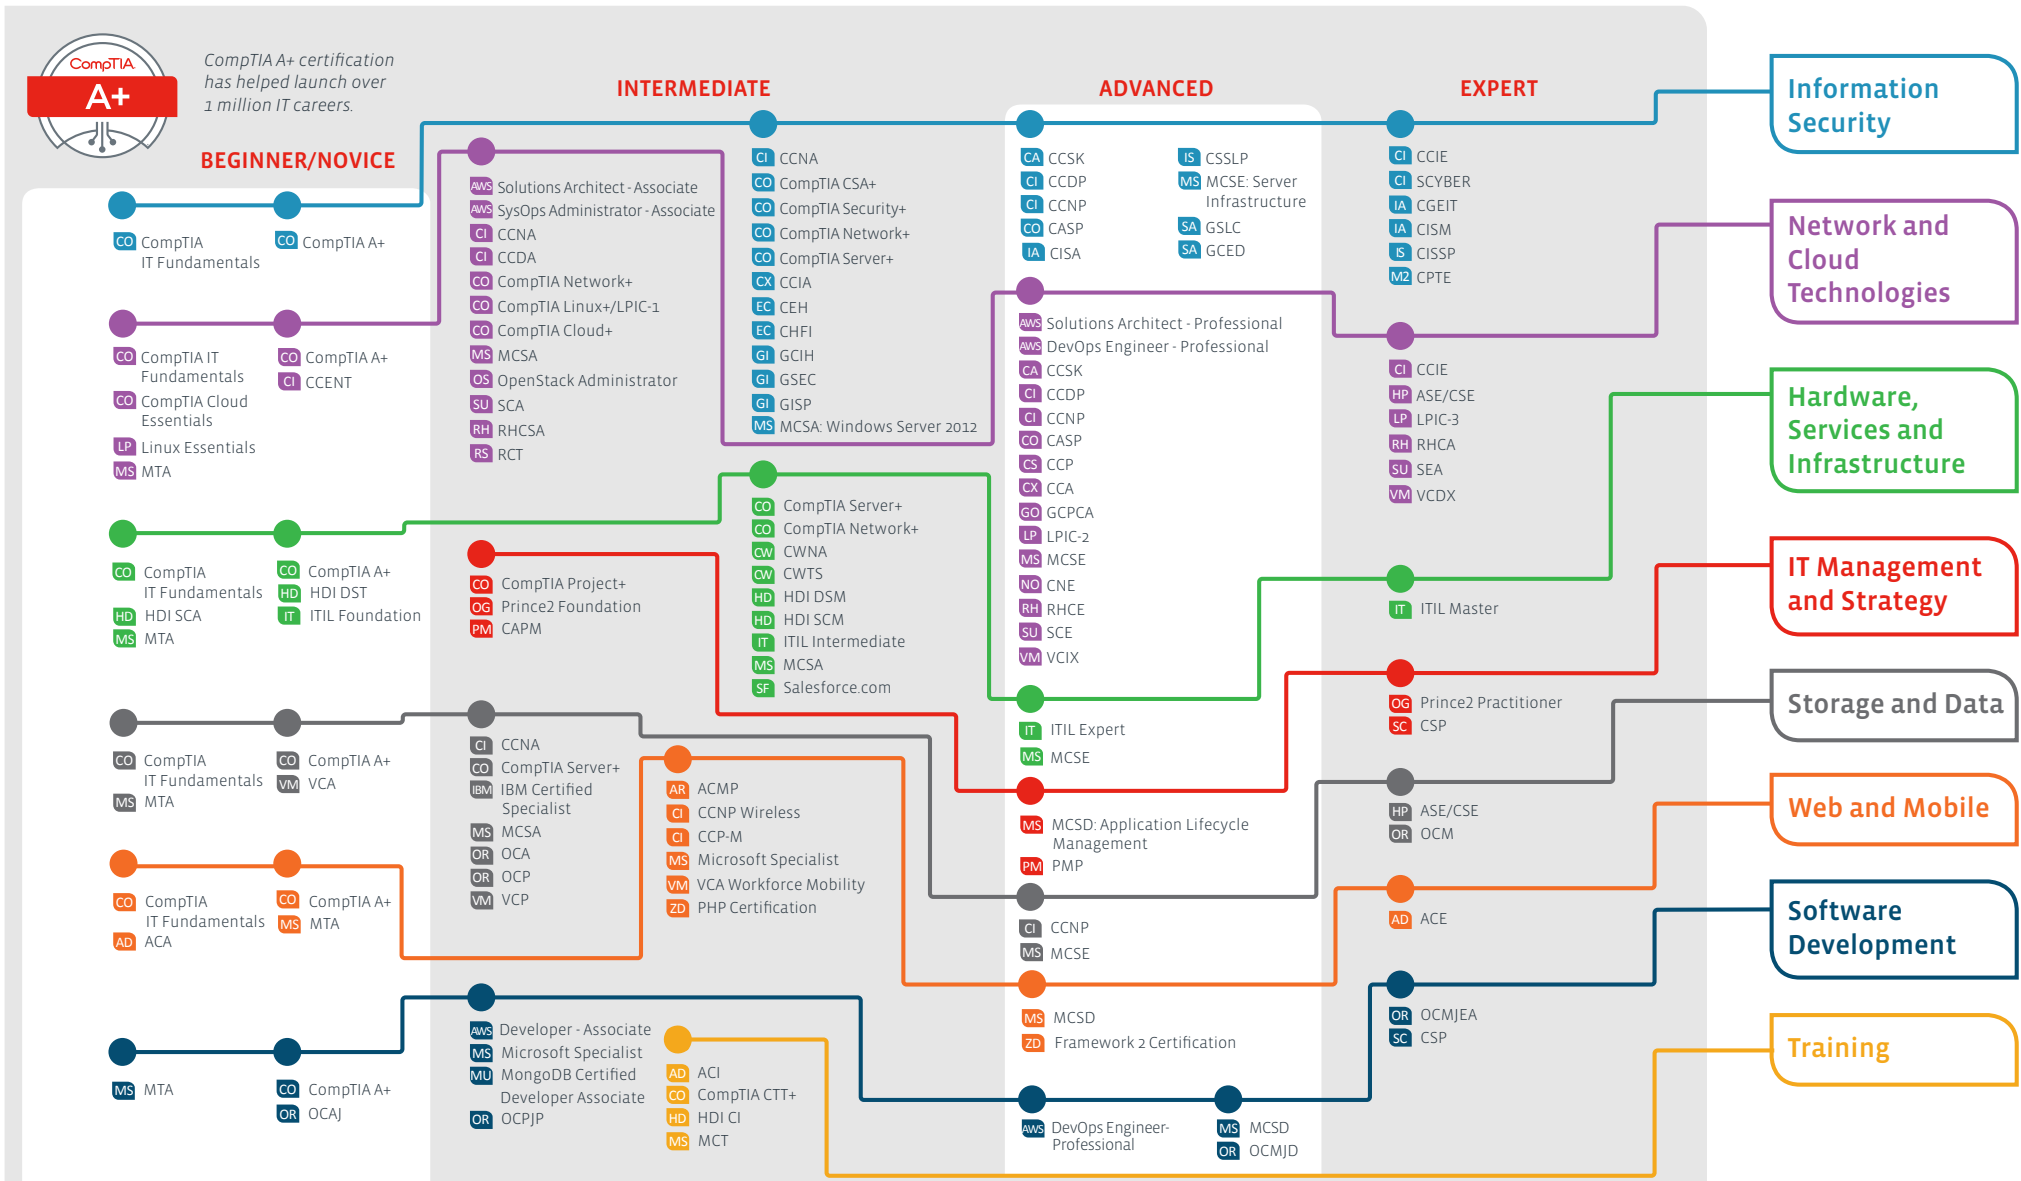 CompTIA
A+
CompTIA A+ certification
has helped launch over
1 million IT careers.
BEGINNER/NOVICE
INTERMEDIATE
ADVANCED
EXPERT
Information
Security
CO CompTIA
IT Fundamentals
CO CompTIA A+
CI CCNA
CO CompTIA CSA+
CO CompTIA Security+
CO CompTIA Network+
CO CompTIA Server+
CX CCIA
EC CEH
EC CHFI
GI GCIH
GI GSEC
GI GISP
MS MCSA: Windows Server 2012
CA CCSK
CI CCDP
CI CCNP
CO CASP
IA CISA
IS CSSLP
MS MCSE: Server
Infrastructure
SA GSLC
SA GCED
CI CCIE
CI SCYBER
IA CGEIT
IA CISM
IS CISSP
M2 CPTE
Network and
Cloud
Technologies
CO CompTIA IT
Fundamentals
CO CompTIA Cloud
Essentials
LP Linux Essentials
MS MTA
CO CompTIA A+
CI CCENT
AWS Solutions Architect - Associate
AWS SysOps Administrator - Associate
CI CCNA
CI CCDA
CO CompTIA Network+
CO CompTIA Linux+/LPIC-1
CO CompTIA Cloud+
MS MCSA
OS OpenStack Administrator
SU SCA
RH RHCSA
RS RCT
AWS Solutions Architect - Professional
AWS DevOps Engineer - Professional
CA CCSK
CI CCDP
CI CCNP
CO CASP
CS CCP
CX CCA
GO GCPCA
LP LPIC-2
MS MCSE
NO CNE
RH RHCE
SU SCE
VM VCIX
CI CCIE
HP ASE/CSE
LP LPIC-3
RH RHCA
SU SEA
VM VCDX
Hardware,
Services and
Infrastructure
CO CompTIA
IT Fundamentals
HD HDI SCA
MS MTA
CO CompTIA A+
HD HDI DST
IT ITIL Foundation
CO CompTIA Server+
CO CompTIA Network+
CW CWNA
CW CWTS
HD HDI DSM
HD HDI SCM
IT ITIL Intermediate
MS MCSA
SF Salesforce.com
IT ITIL Expert
MS MCSE
IT ITIL Master
IT Management
and Strategy
CO CompTIA Project+
OG Prince2 Foundation
PM CAPM
MS MCSD: Application Lifecycle
Management
PM PMP
OG Prince2 Practitioner
SC CSP
Storage and Data
CO CompTIA
IT Fundamentals
MS MTA
CO CompTIA A+
VM VCA
CI CCNA
CO CompTIA Server+
IBM IBM Certified
Specialist
MS MCSA
OR OCA
OR OCP
VM VCP
CI CCNP
MS MCSE
HP ASE/CSE
OR OCM
Web and Mobile
CO CompTIA
IT Fundamentals
AD ACA
CO CompTIA A+
MS MTA
AR ACMP
CI CCNP Wireless
CI CCP-M
MS Microsoft Specialist
VM VCA Workforce Mobility
ZD PHP Certification
MS MCSD
ZD Framework 2 Certification
AD ACE
Software
Development
MS MTA
CO CompTIA A+
OR OCAJ
AWS Developer - Associate
MS Microsoft Specialist
MU MongoDB Certified
Developer Associate
OR OCPJP
AWS DevOps Engineer-
Professional
MS MCSD
OR OCMJD
OR OCMJEA
SC CSP
Training
AD ACI
CO CompTIA CTT+
HD HDI CI
MS MCT